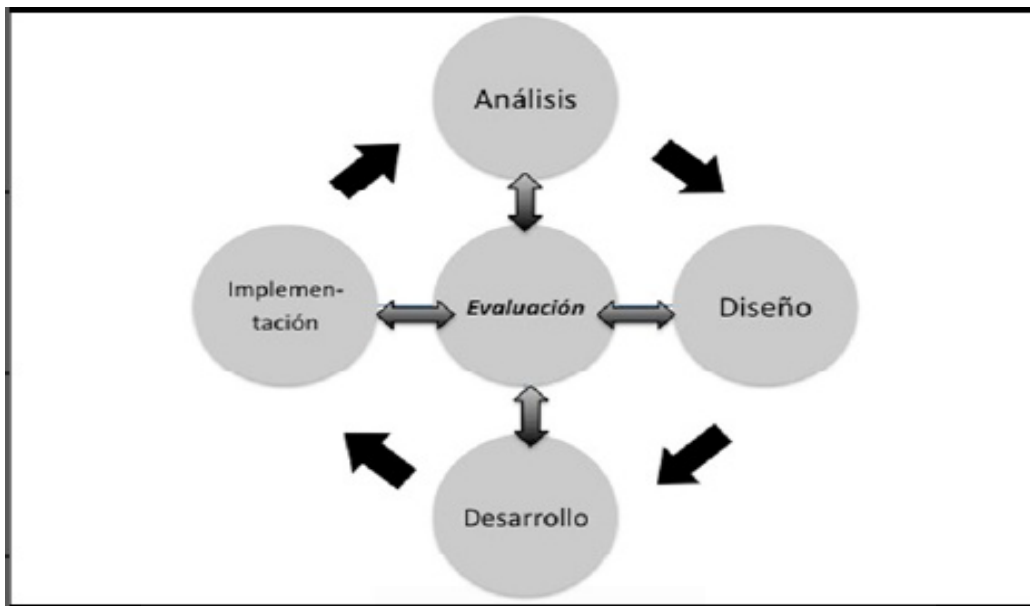 Análisis
Implemen-
tación
Evaluación
Diseño
Desarrollo